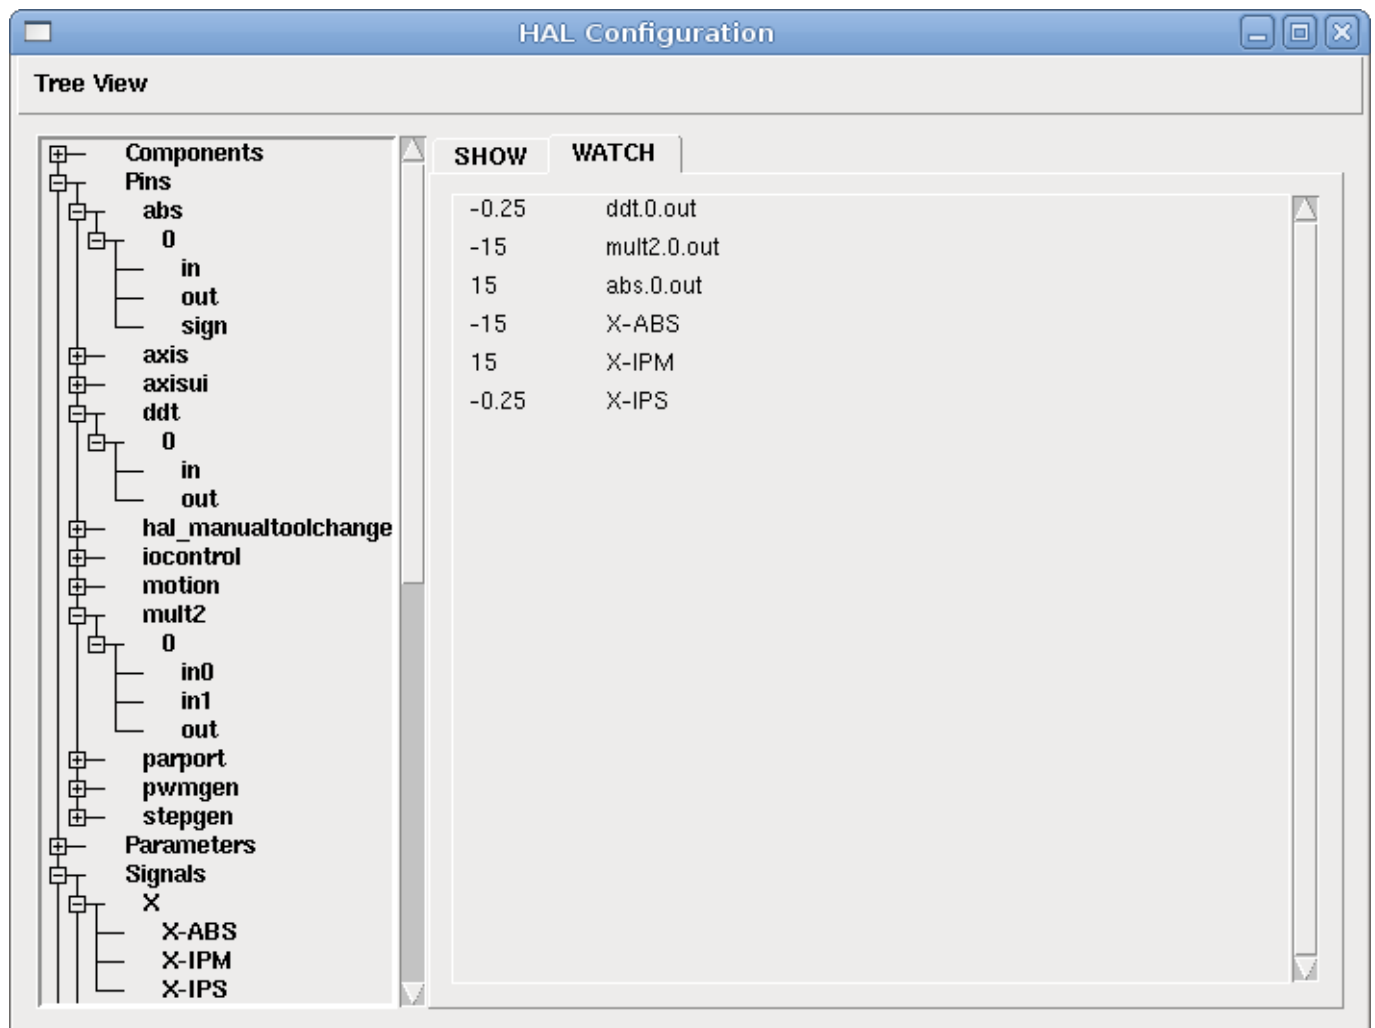 HAL Configuration
Tree View
Components
Pins
abs
0
in
out
sign
axis
axisui
ddt
0
in
out
hal_manualtoolchange
iocontrol
motion
mult2
0
in0
in1
out
parport
pwmgen
stepgen
Parameters
Signals
X
X-ABS
X-IPM
X-IPS
SHOW WATCH
-0.25 ddt.0.out
-15 mult2.0.out
15 abs.0.out
-15 X-ABS
15 X-IPM
-0.25 X-IPS